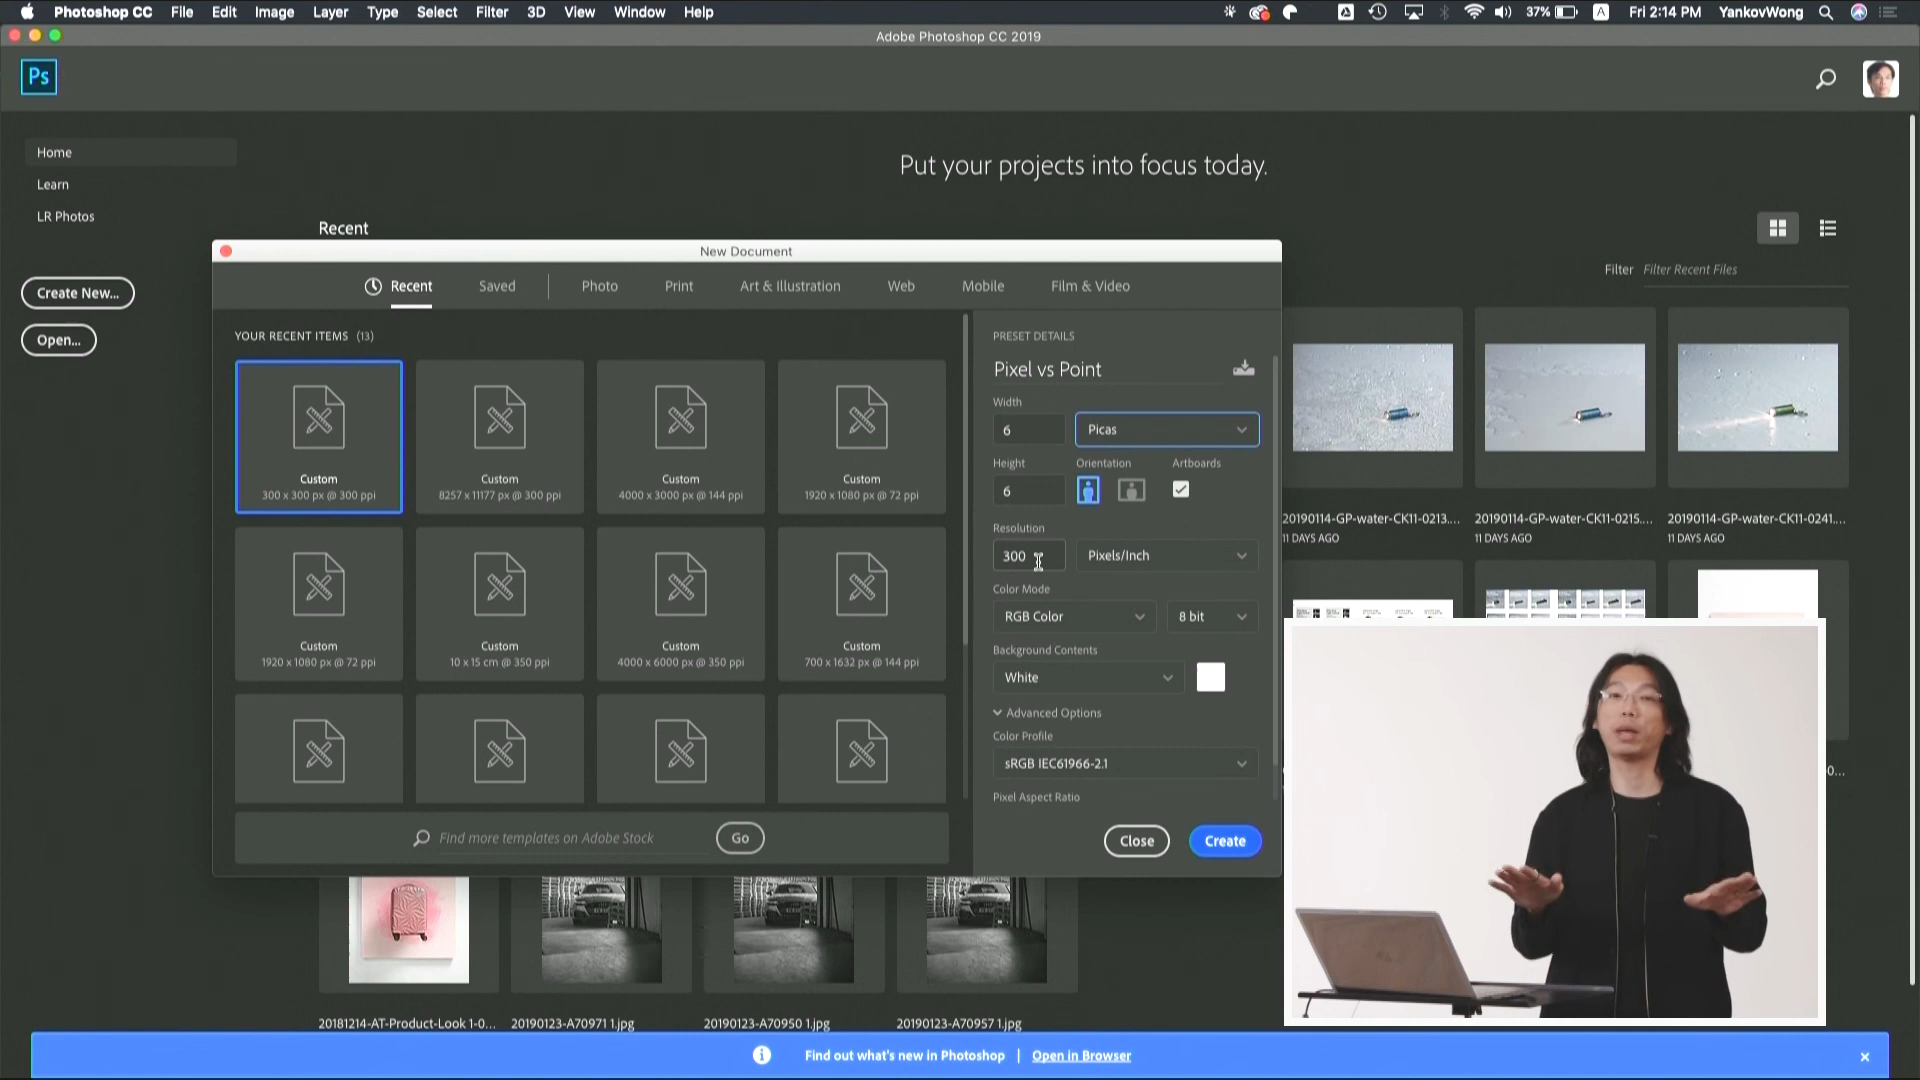 Photoshop CC File Edit Image Layer Type Select Filter 3D View Window Help 37% A Fri 2:14 PM YankovWong
Adobe Photoshop CC 2019
Ps
Home
Learn
LR Photos
Create New...
Open...
Put your projects into focus today.
Recent
Filter Filter Recent Files
New Document
Recent Saved Photo Print Art & Illustration Web Mobile Film & Video
YOUR RECENT ITEMS (13)
Custom
300 x 300 px @ 300 ppi
Custom
8257 x 11177 px @ 300 ppi
Custom
4000 x 3000 px @ 144 ppi
Custom
1920 x 1080 px @ 72 ppi
Custom
1920 x 1080 px @ 72 ppi
Custom
10 x 15 cm @ 350 ppi
Custom
4000 x 6000 px @ 350 ppi
Custom
700 x 1632 px @ 144 ppi
Find more templates on Adobe Stock Go
PRESET DETAILS
Pixel vs Point
Width
6 Picas
Height Orientation Artboards
6
Resolution
300 Pixels/Inch
Color Mode
RGB Color 8 bit
Background Contents
White
Advanced Options
Color Profile
sRGB IEC61966-2.1
Pixel Aspect Ratio
Close Create
20190114-GP-water-CK11-0213....
11 DAYS AGO
20190114-GP-water-CK11-0215....
11 DAYS AGO
20190114-GP-water-CK11-0241....
11 DAYS AGO
0...
20181214-AT-Product-Look 1-0... 20190123-A70971 1.jpg 20190123-A70950 1.jpg 20190123-A70957 1.jpg
Find out what's new in Photoshop | Open in Browser